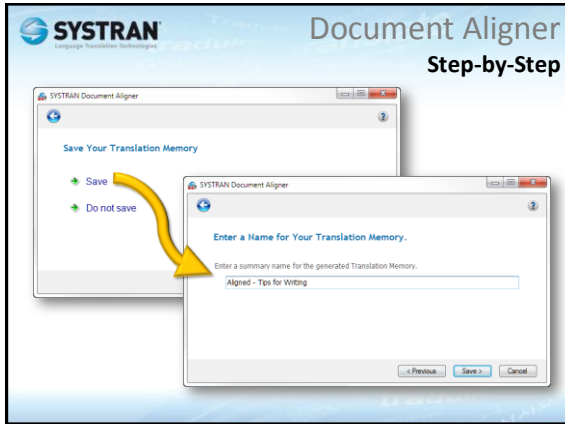 SYSTRAN®
Language Translation Technologies
Document Aligner
Step-by-Step
SYSTRAN Document Aligner
Save Your Translation Memory
Save
Do not save
SYSTRAN Document Aligner
Enter a Name for Your Translation Memory.
Enter a summary name for the generated Translation Memory.
Aligned - Tips for Writing
< Previous Save > Cancel